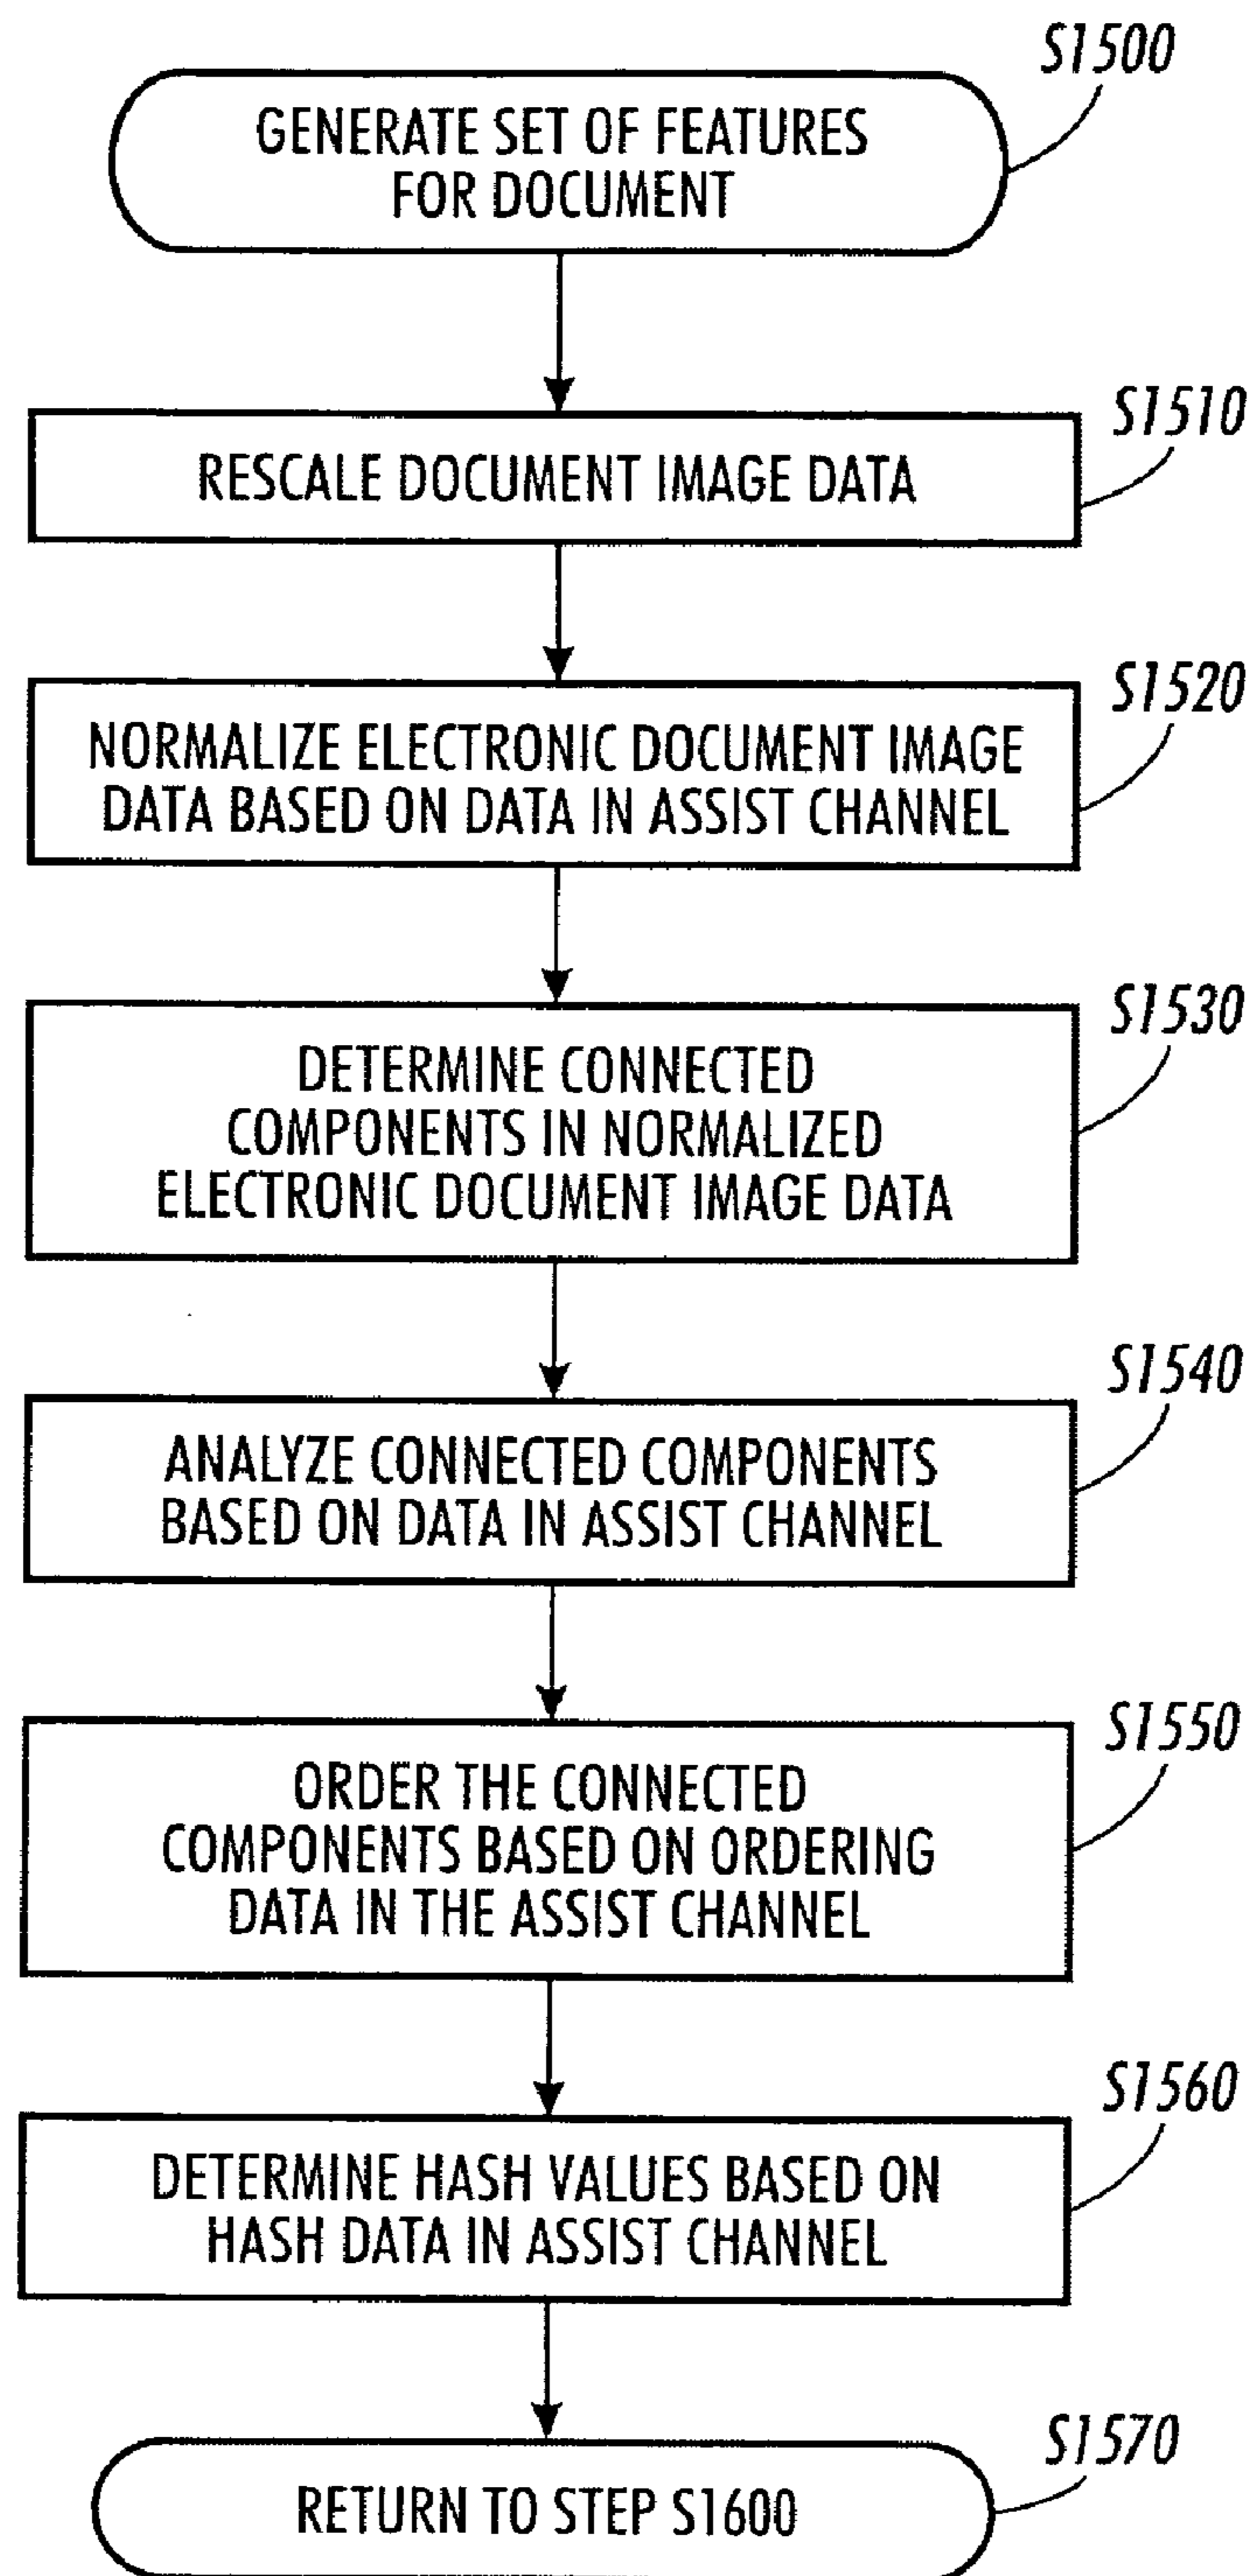 S1500
GENERATE SET OF FEATURES
FOR DOCUMENT
S1510
RESCALE DOCUMENT IMAGE DATA
S1520
NORMALIZE ELECTRONIC DOCUMENT IMAGE
DATA BASED ON DATA IN ASSIST CHANNEL
S1530
DETERMINE CONNECTED
COMPONENTS IN NORMALIZED
ELECTRONIC DOCUMENT IMAGE DATA
S1540
ANALYZE CONNECTED COMPONENTS
BASED ON DATA IN ASSIST CHANNEL
S1550
ORDER THE CONNECTED
COMPONENTS BASED ON ORDERING
DATA IN THE ASSIST CHANNEL
S1560
DETERMINE HASH VALUES BASED ON
HASH DATA IN ASSIST CHANNEL
S1570
RETURN TO STEP S1600